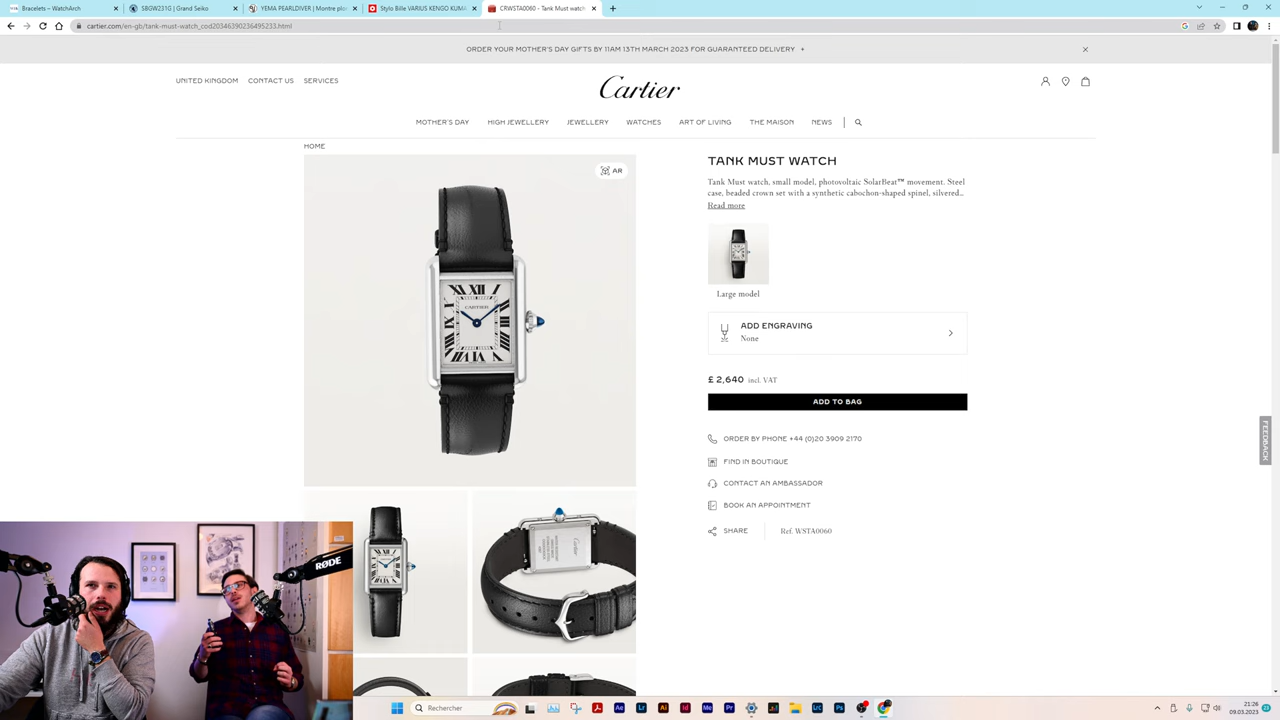 Bracelets – WatchArch
SBGW231G | Grand Seiko
YEMA PEARLDIVER | Montre plon
Stylo Bille VARIUS KENGO KUMA
CRWSTA0060 - Tank Must watch
cartier.com/en-gb/tank-must-watch_cod20346390236495233.html
ORDER YOUR MOTHER'S DAY GIFTS BY 11AM 13TH MARCH 2023 FOR GUARANTEED DELIVERY +
UNITED KINGDOM CONTACT US SERVICES
Cartier
MOTHER'S DAY HIGH JEWELLERY JEWELLERY WATCHES ART OF LIVING THE MAISON NEWS
HOME
AR
CARTIER
TANK MUST WATCH
Tank Must watch, small model, photovoltaic SolarBeat™ movement. Steel
case, beaded crown set with a synthetic cabochon-shaped spinel, silvered...
Read more
Large model
ADD ENGRAVING
None
£ 2,640 incl. VAT
ADD TO BAG
ORDER BY PHONE +44 (0)20 3909 2170
FIND IN BOUTIQUE
CONTACT AN AMBASSADOR
BOOK AN APPOINTMENT
SHARE Ref. WSTA0060
FEEDBACK
Cartier
RØDE
Rechercher
21:26
09.03.2023